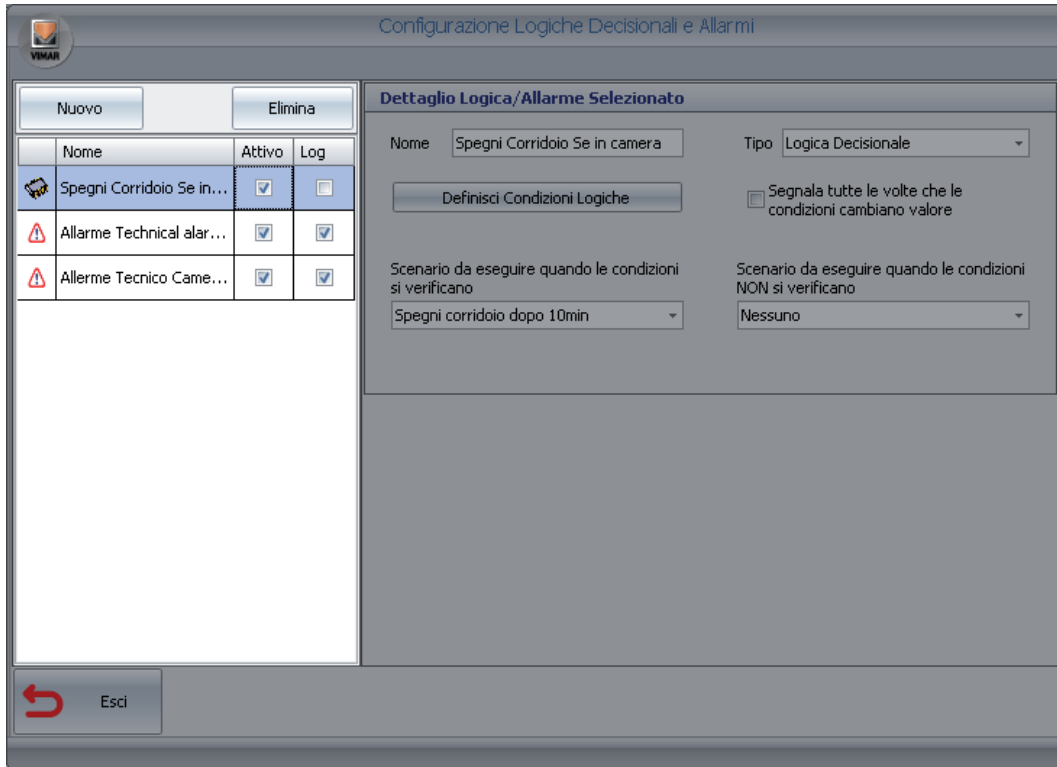 Configurazione Logiche Decisionali e Allarmi
VIMAR
Nuovo
Elimina
Nome Attivo Log
Spegni Corridoio Se in...
Allarme Technical alar...
Allerme Tecnico Came...
Dettaglio Logica/Allarme Selezionato
Nome Spegni Corridoio Se in camera
Tipo Logica Decisionale
Definisci Condizioni Logiche
Segnala tutte le volte che le
condizioni cambiano valore
Scenario da eseguire quando le condizioni
si verificano
Spegni corridoio dopo 10min
Scenario da eseguire quando le condizioni
NON si verificano
Nessuno
Esci